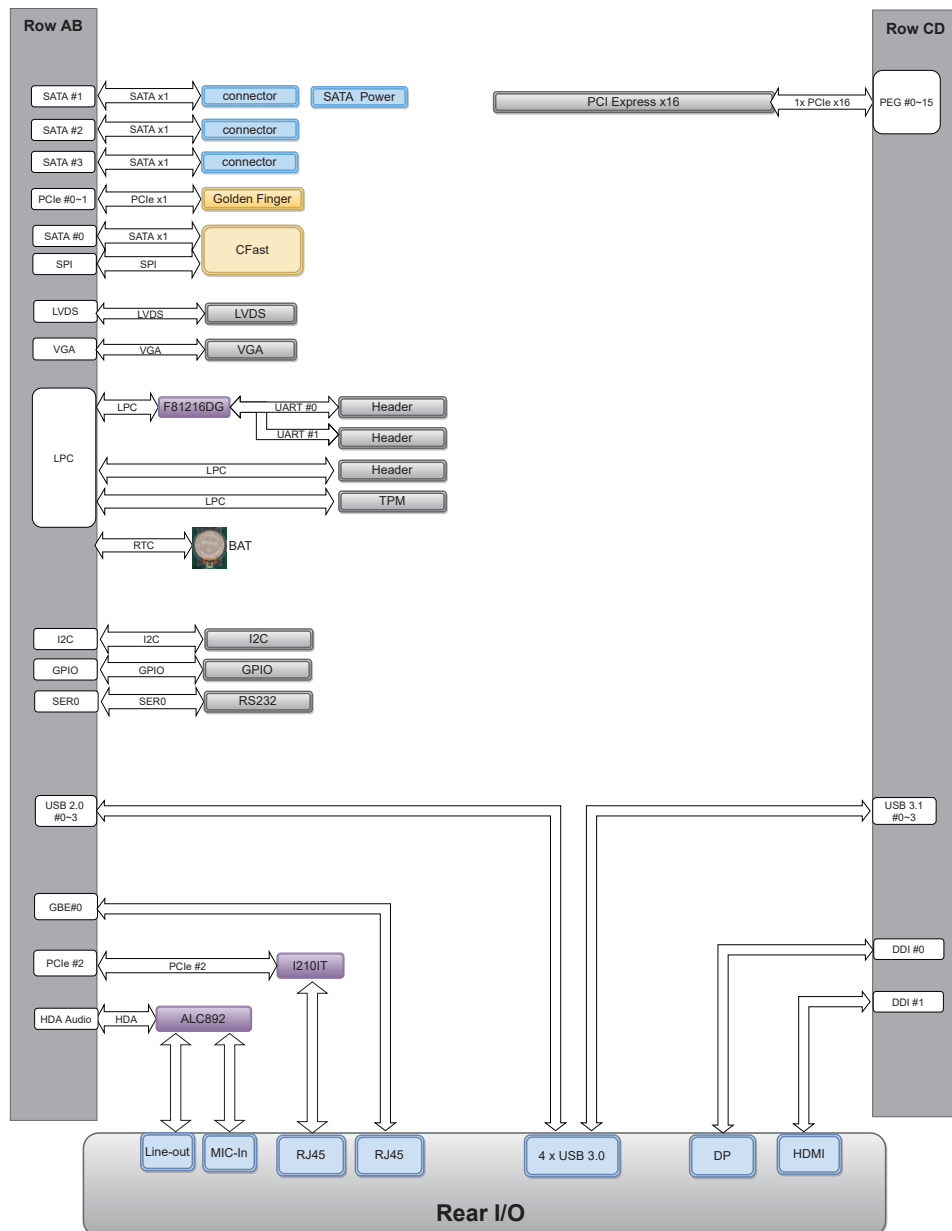 Row AB
Row CD
SATA #1
SATA x1
connector
SATA Power
PCI Express x16
1x PCIe x16
PEG #0~15
SATA #2
SATA x1
connector
SATA #3
SATA x1
connector
PCIe #0~1
PCIe x1
Golden Finger
SATA #0
SATA x1
CFast
SPI
SPI
LVDS
LVDS
LVDS
VGA
VGA
VGA
LPC
LPC
F81216DG
UART #0
Header
UART #1
Header
LPC
Header
LPC
TPM
RTC
BAT
I2C
I2C
I2C
GPIO
GPIO
GPIO
SER0
SER0
RS232
USB 2.0
#0~3
USB 3.1
#0~3
GBE#0
DDI #0
PCIe #2
PCIe #2
I210IT
DDI #1
HDA Audio
HDA
ALC892
Line-out
MIC-In
RJ45
RJ45
4 x USB 3.0
DP
HDMI
Rear I/O